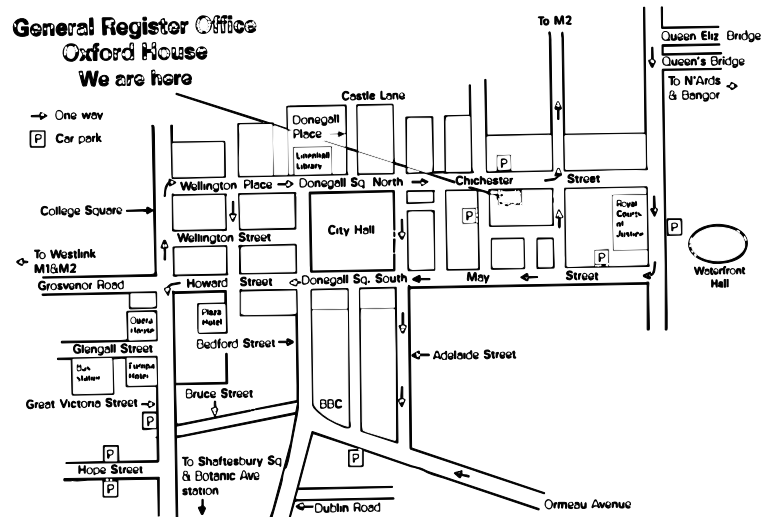 General Register Office
Oxford House
We are here
To M2
Queen Eliz Bridge
Queen's Bridge
To N'Ards
& Bangor
One way
P Car park
Castle Lane
Donegall
Place
Linenhall
Library
P
Wellington Place
Donegall Sq North
Chichester
Street
College Square
City Hall
P
Royal
Courts
of
Justice
P
Wellington Street
P
To Westlink
M1&M2
Waterfront
Hall
Grosvenor Road
Howard Street
Donegall Sq. South
May
Street
Opera
House
Plaza
Hotel
Glengall Street
Bedford Street
Adelaide Street
Bus
station
Europa
Hotel
Great Victoria Street
Bruce Street
BBC
P
P
Hope Street
P
To Shaftesbury Sq
& Botanic Ave
station
P
Dublin Road
Ormeau Avenue